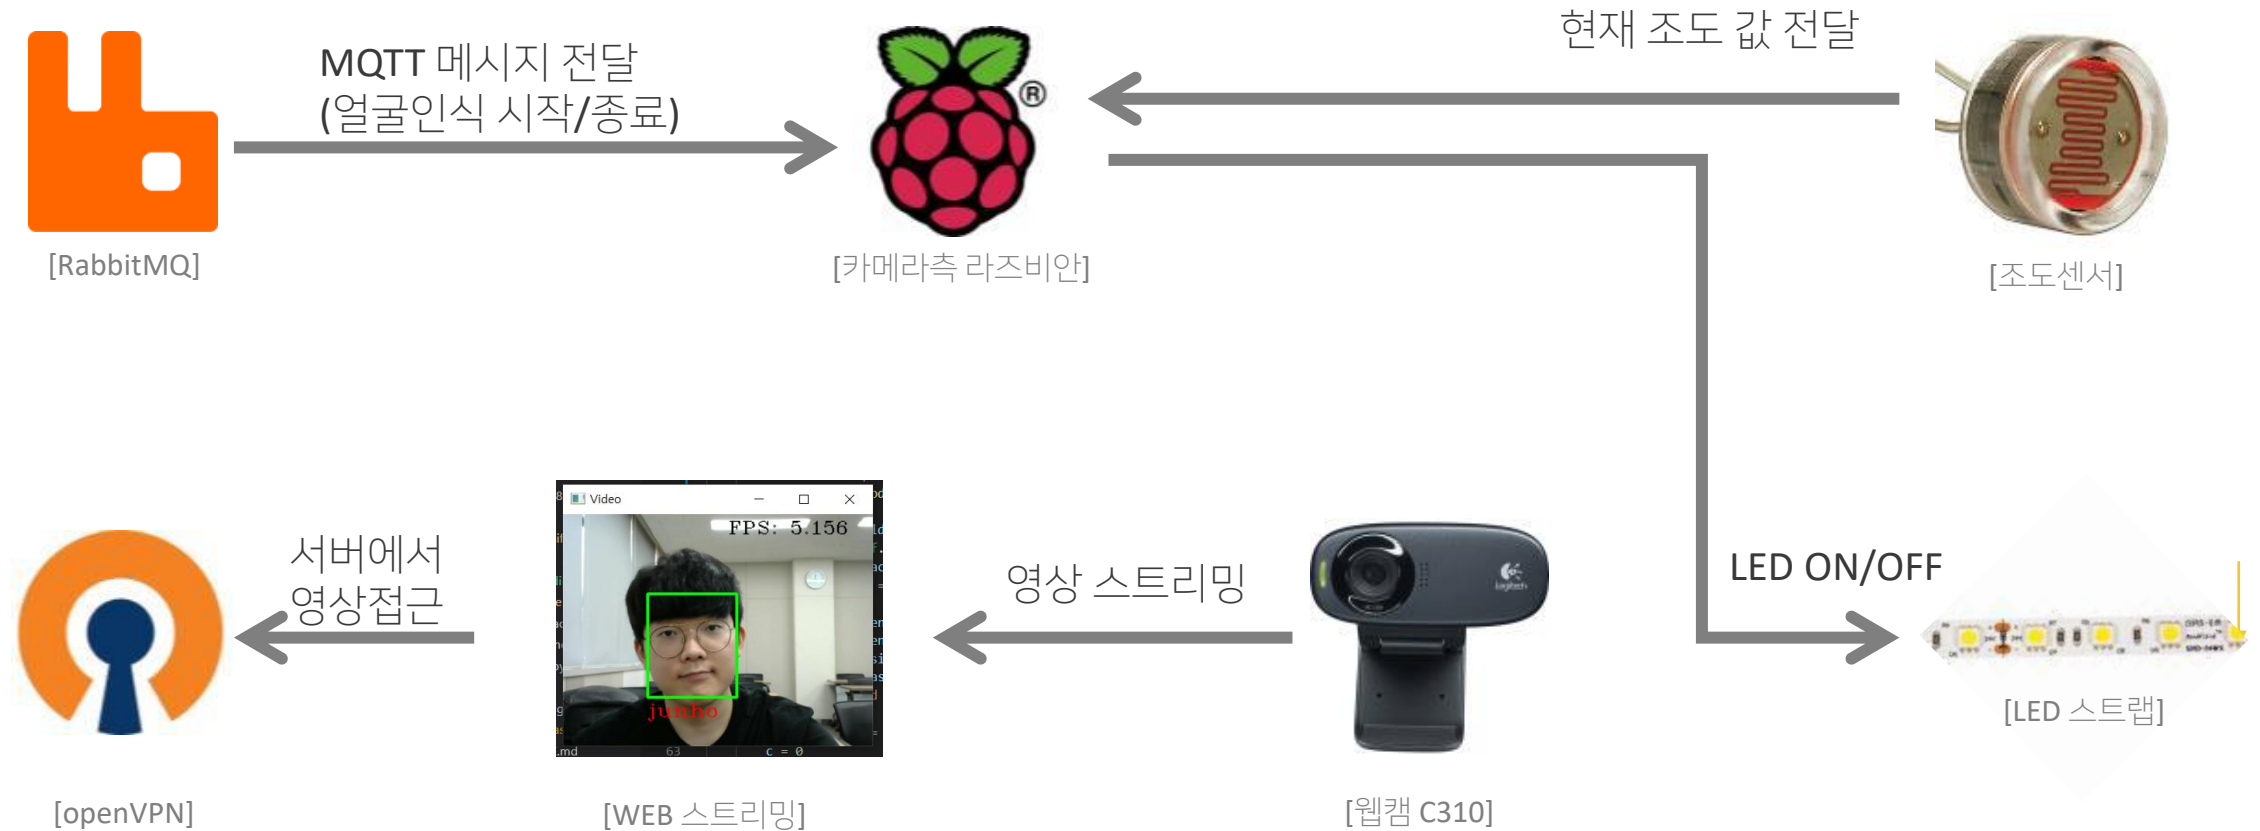 MQTT 메시지 전달
(얼굴인식 시작/종료)
현재 조도 값 전달
®
[RabbitMQ]
[카메라측 라즈비안]
[조도센서]
서버에서
영상접근
Video
FPS: 5.156
junho
.md
63
c = 0
영상 스트리밍
LED ON/OFF
[openVPN]
[WEB 스트리밍]
[웹캠 C310]
[LED 스트랩]